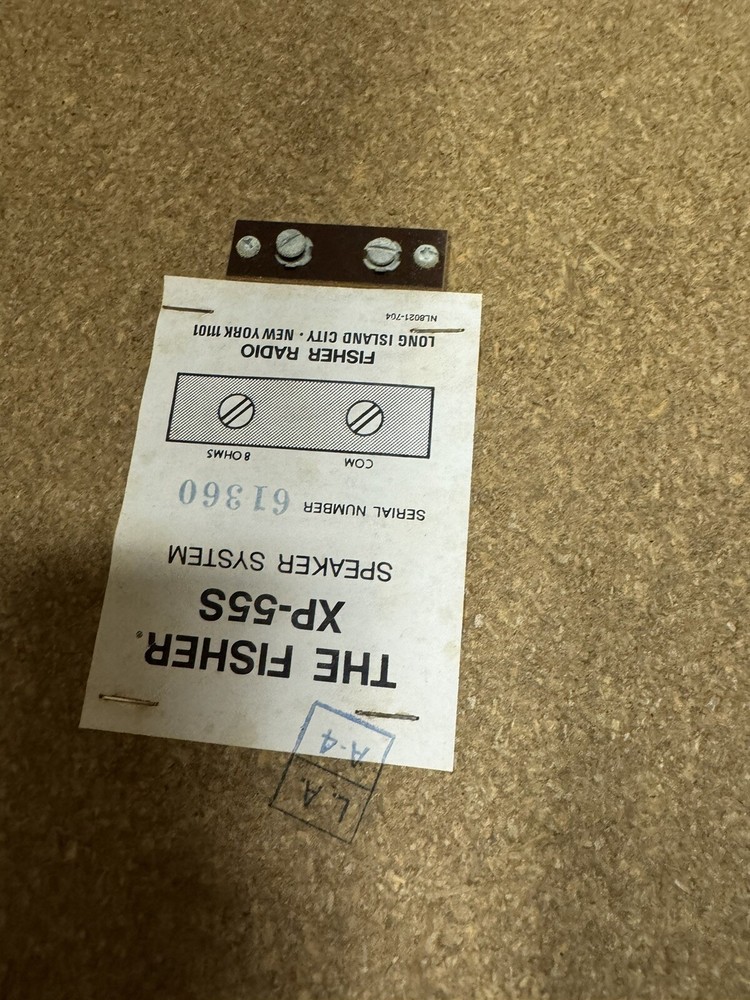 THE FISHER®
XP-55S
SPEAKER SYSTEM
SERIAL NUMBER 61360
COM 8 OHMS
FISHER RADIO
LONG ISLAND CITY · NEW YORK 11101
NL8021-704
L.A.
A-4